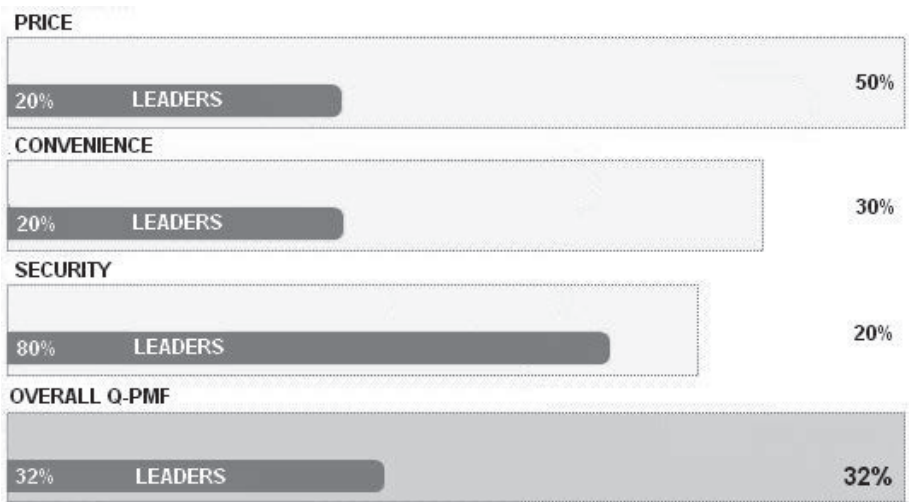 PRICE
50%
20% LEADERS
CONVENIENCE
30%
20% LEADERS
SECURITY
20%
80% LEADERS
OVERALL Q-PMF
32% LEADERS 32%